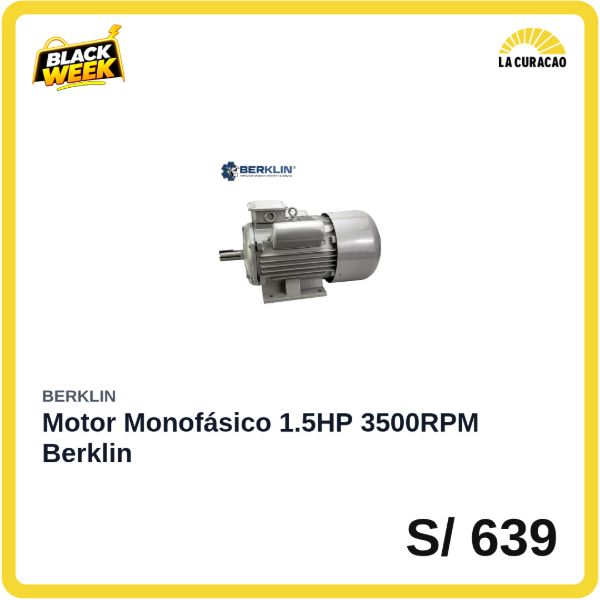 BLACK
WEEK
LA CURACAO
BERKLIN®
BERKLIN
Motor Monofásico 1.5HP 3500RPM
Berklin
S/ 639